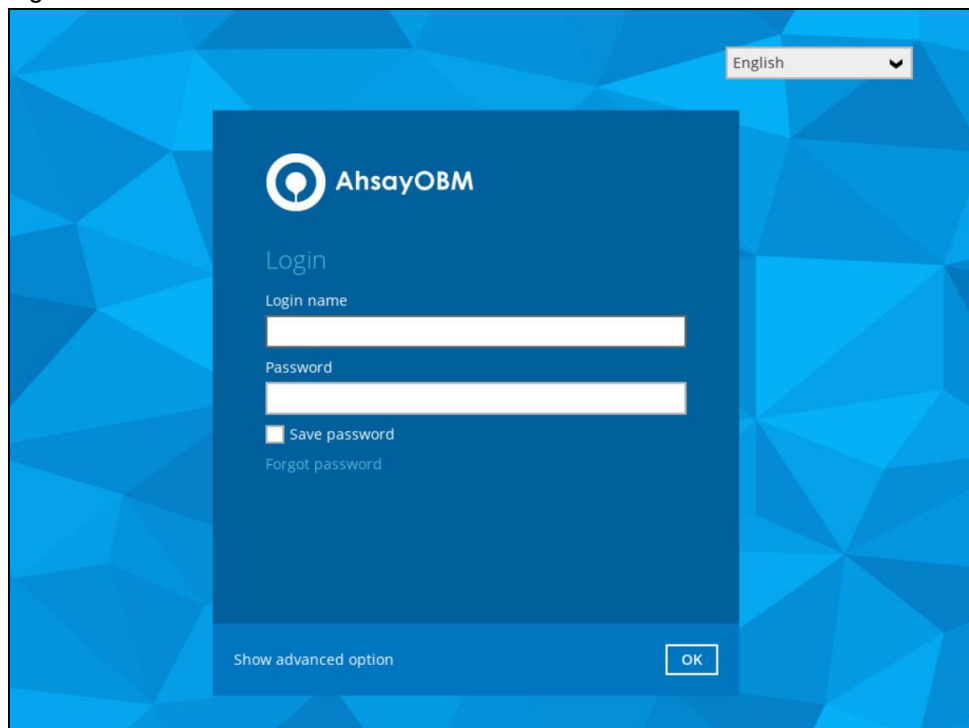 English
AhsayOBM
Login
Login name
Password
Save password
Forgot password
Show advanced option
OK